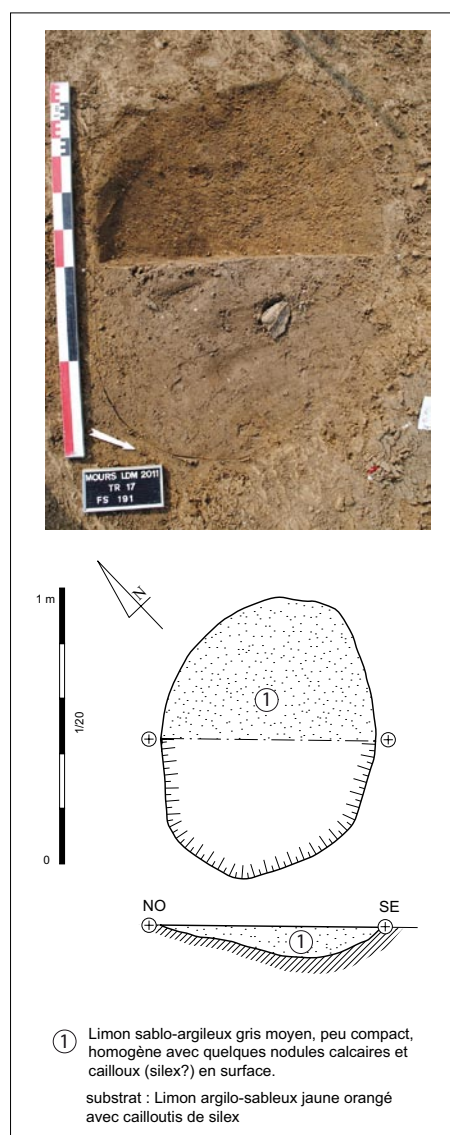 MOURS LDM 2011
TR 17
FS 191
N
1 m
1/20
0
1
NO
SE
1
1 Limon sablo-argileux gris moyen, peu compact,
homogène avec quelques nodules calcaires et
cailloux (silex?) en surface.
substrat : Limon argilo-sableux jaune orangé
avec cailloutis de silex